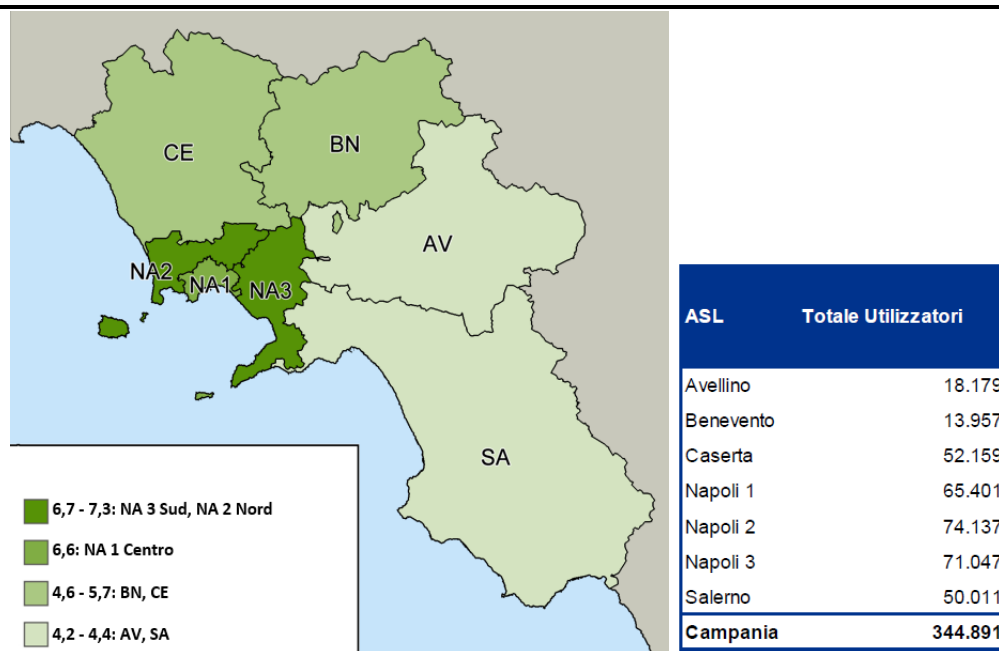 CE
BN
AV
NA2
NA1
NA3
SA
6,7 - 7,3: NA 3 Sud, NA 2 Nord
6,6: NA 1 Centro
4,6 - 5,7: BN, CE
4,2 - 4,4: AV, SA
ASL Totale Utilizzatori
Avellino 18.179
Benevento 13.957
Caserta 52.159
Napoli 1 65.401
Napoli 2 74.137
Napoli 3 71.047
Salerno 50.011
Campania 344.891